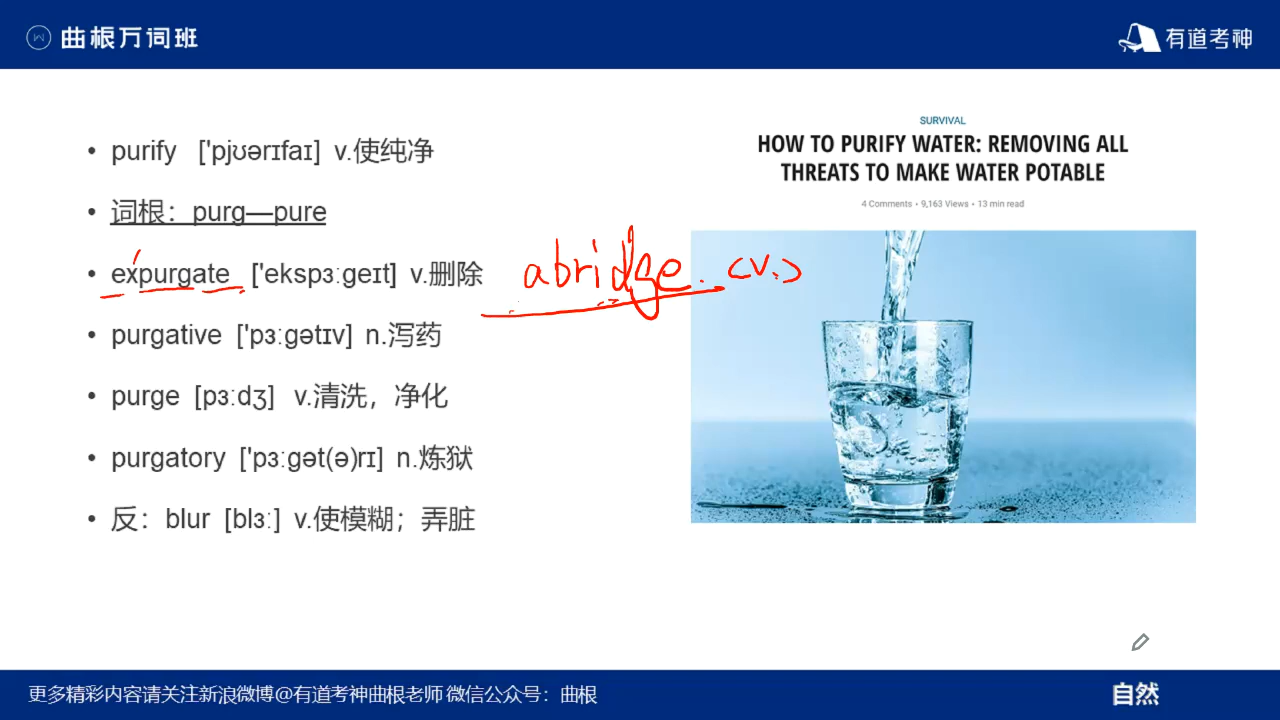 曲根万词班
有道考神
• purify ['pjʊərɪfaɪ] v.使纯净
• 词根：purg—pure
• expurgate ['ekspɜːgeɪt] v.删除
abridge. <v.>
• purgative ['pɜːgətɪv] n.泻药
• purge [pɜːdʒ] v.清洗，净化
• purgatory ['pɜːgət(ə)rɪ] n.炼狱
• 反：blur [blɜː] v.使模糊；弄脏
SURVIVAL
HOW TO PURIFY WATER: REMOVING ALL
THREATS TO MAKE WATER POTABLE
4 Comments • 9,163 Views • 13 min read
更多精彩内容请关注新浪微博@有道考神曲根老师 微信公众号：曲根
自然